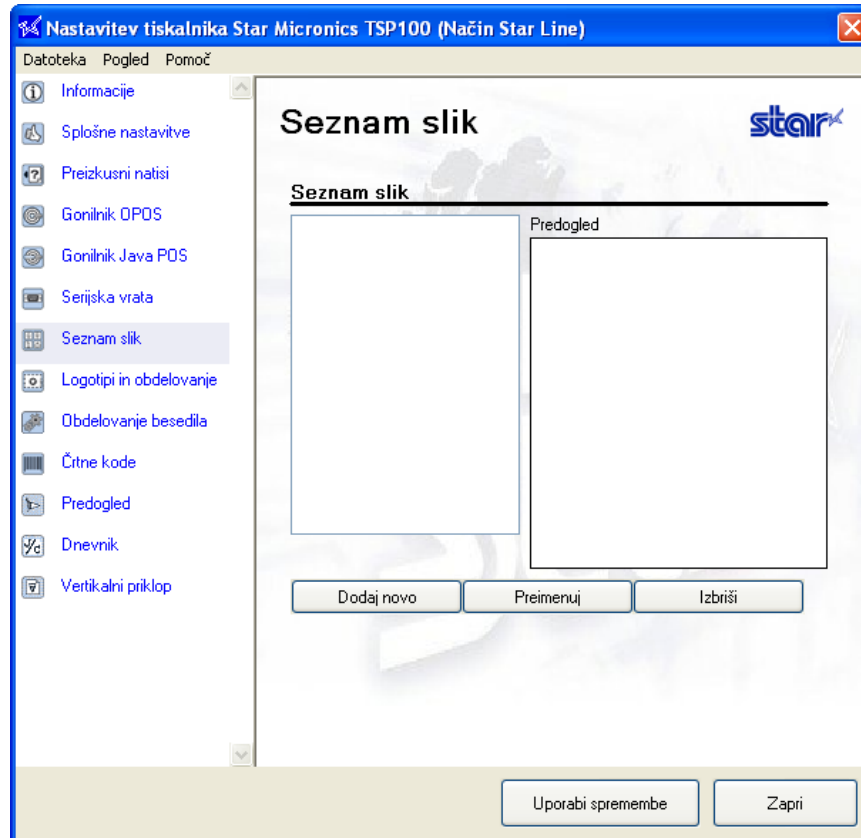 Nastavitev tiskalnika Star Micronics TSP100 (Način Star Line)
Datoteka Pogled Pomoč
Informacije
Splošne nastavitve
Preizkusni natisi
Gonilnik OPOS
Gonilnik Java POS
Serijska vrata
Seznam slik
Logotipi in obdelovanje
Obdelovanje besedila
Črtne kode
Predogled
Dnevnik
Vertikalni priklop
Seznam slik
star
Seznam slik
Predogled
Dodaj novo
Preimenuj
Izbriši
Uporabi spremembe
Zapri